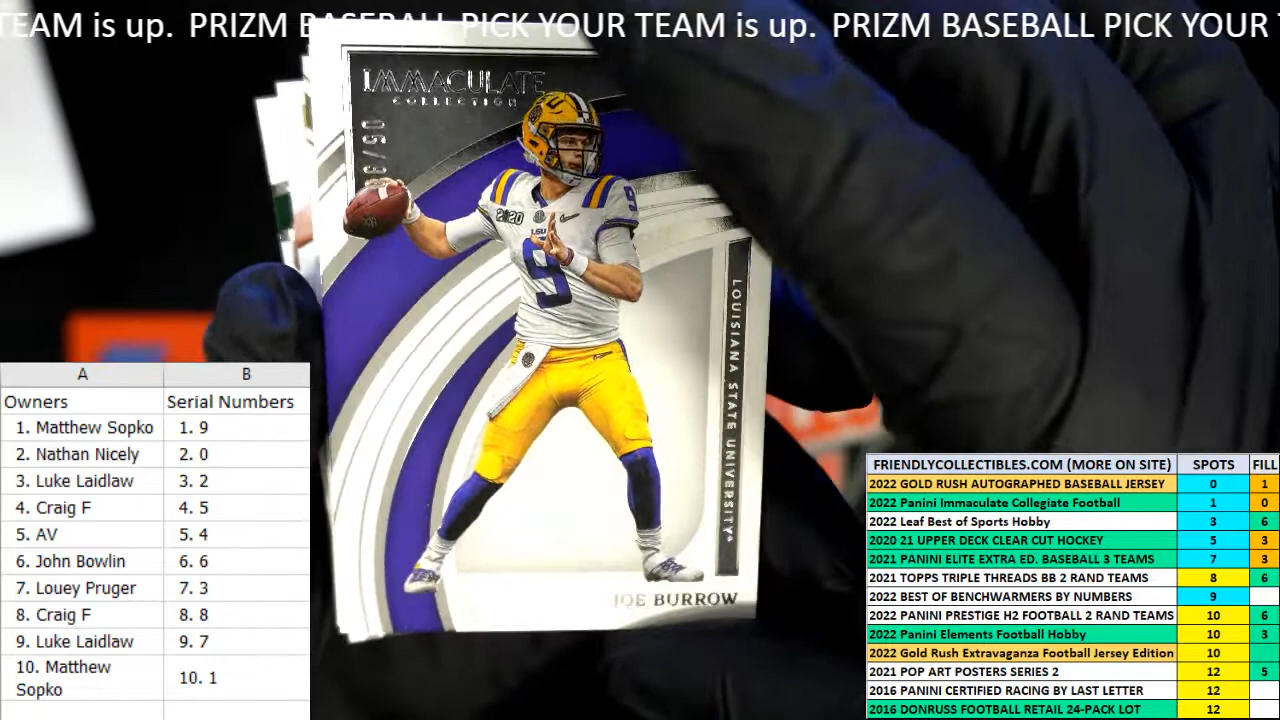 TEAM is up. PRIZM BASEBALL PICK YOUR TEAM is up. PRIZM BASEBALL PICK YOUR
IMMACULATE
COLLECTION
2020
LSU
9
9
LOUISIANA STATE UNIVERSITY
JOE BURROW
A B
Owners Serial Numbers
1. Matthew Sopko 1. 9
2. Nathan Nicely 2. 0
3. Luke Laidlaw 3. 2
4. Craig F 4. 5
5. AV 5. 4
6. John Bowlin 6. 6
7. Louey Pruger 7. 3
8. Craig F 8. 8
9. Luke Laidlaw 9. 7
10. Matthew
Sopko 10. 1
FRIENDLYCOLLECTIBLES.COM (MORE ON SITE) SPOTS FILL
2022 GOLD RUSH AUTOGRAPHED BASEBALL JERSEY 0 1
2022 Panini Immaculate Collegiate Football 1 0
2022 Leaf Best of Sports Hobby 3 6
2020 21 UPPER DECK CLEAR CUT HOCKEY 5 3
2021 PANINI ELITE EXTRA ED. BASEBALL 3 TEAMS 7 3
2021 TOPPS TRIPLE THREADS BB 2 RAND TEAMS 8 6
2022 BEST OF BENCHWARMERS BY NUMBERS 9
2022 PANINI PRESTIGE H2 FOOTBALL 2 RAND TEAMS 10 6
2022 Panini Elements Football Hobby 10 3
2022 Gold Rush Extravaganza Football Jersey Edition 10
2021 POP ART POSTERS SERIES 2 12 5
2016 PANINI CERTIFIED RACING BY LAST LETTER 12
2016 DONRUSS FOOTBALL RETAIL 24-PACK LOT 12